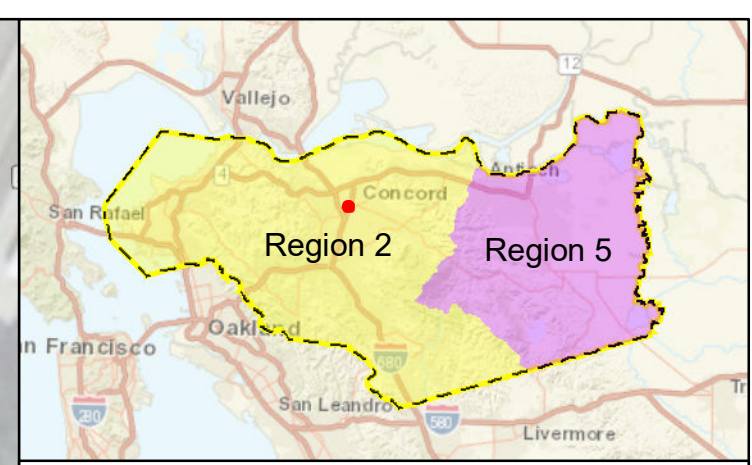 12
Vallejo
4
Antioch
Concord
San Rafael
Region 2
Region 5
Oakland
n Francisco
680
San Leandro
280
580
Tr
Livermore